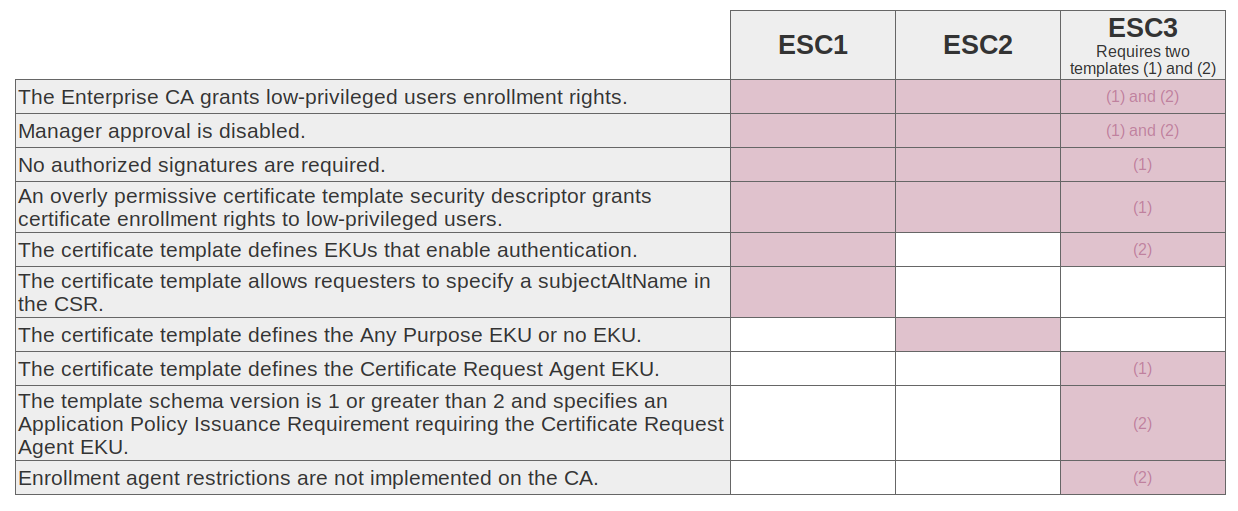 ESC1
ESC2
ESC3
Requires two
templates (1) and (2)
The Enterprise CA grants low-privileged users enrollment rights.
(1) and (2)
Manager approval is disabled.
(1) and (2)
No authorized signatures are required.
(1)
An overly permissive certificate template security descriptor grants
certificate enrollment rights to low-privileged users.
(1)
The certificate template defines EKUs that enable authentication.
(2)
The certificate template allows requesters to specify a subjectAltName in
the CSR.
The certificate template defines the Any Purpose EKU or no EKU.
The certificate template defines the Certificate Request Agent EKU.
(1)
The template schema version is 1 or greater than 2 and specifies an
Application Policy Issuance Requirement requiring the Certificate Request
Agent EKU.
(2)
Enrollment agent restrictions are not implemented on the CA.
(2)